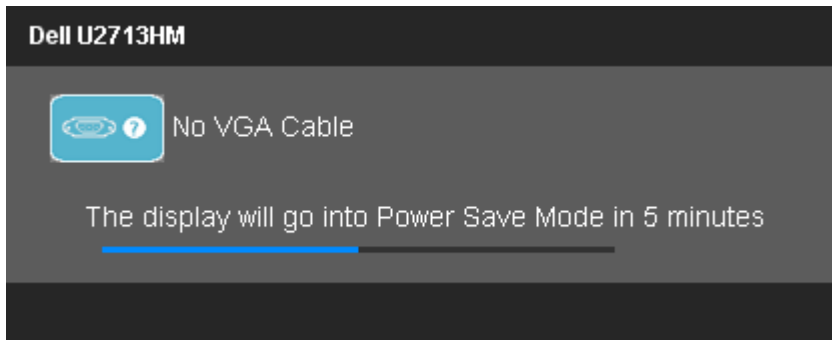 Dell U2713HM
? No VGA Cable
The display will go into Power Save Mode in 5 minutes